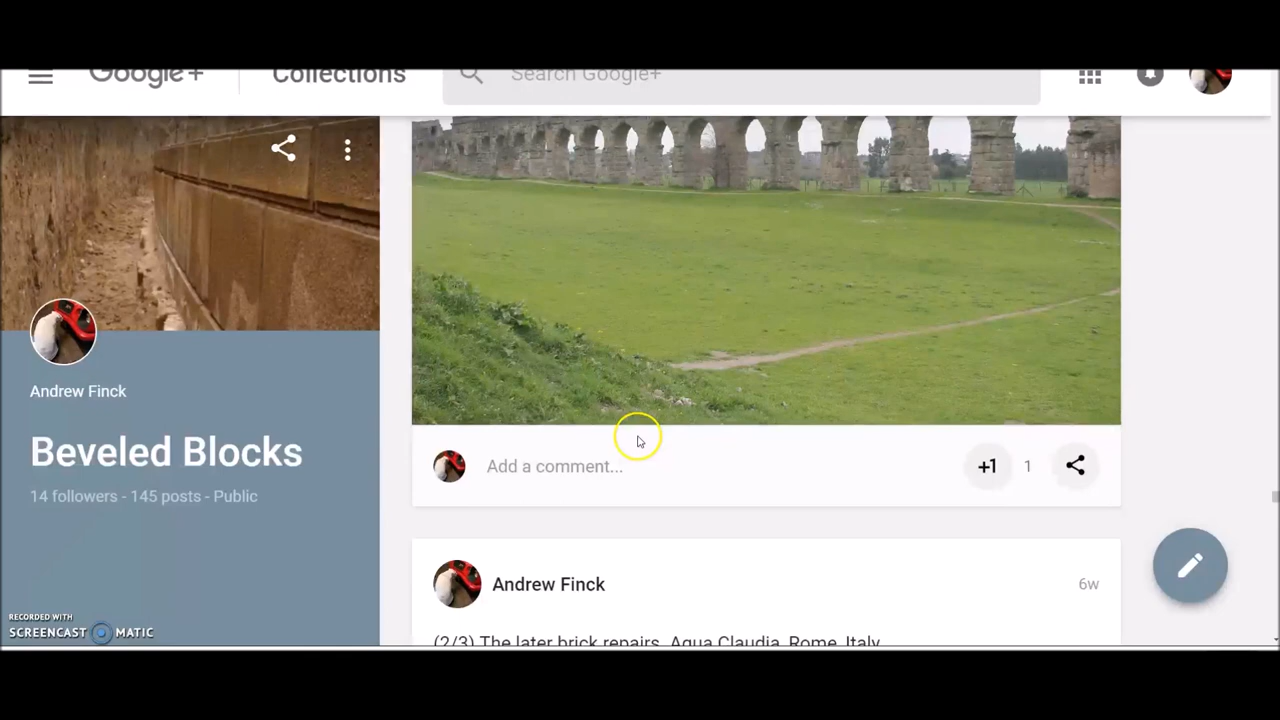 Google+
Collections
Search Google+
Andrew Finck
Beveled Blocks
14 followers - 145 posts - Public
RECORDED WITH
SCREENCAST MATIC
Add a comment...
+1
1
Andrew Finck
6w
(2/3) The later brick repairs. Aqua Claudia, Rome, Italy